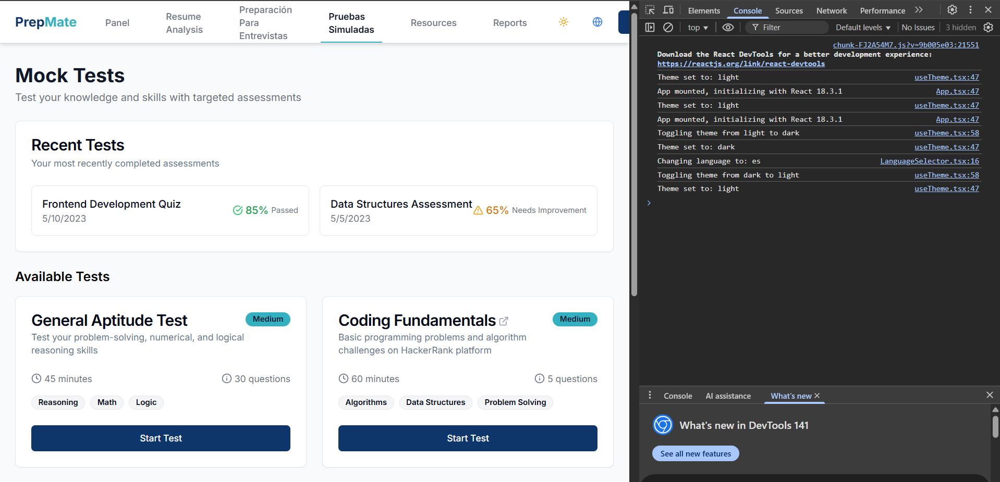 PrepMate
Panel
Resume
Analysis
Preparación
Para
Entrevistas
Pruebas
Simuladas
Resources
Reports
Mock Tests
Test your knowledge and skills with targeted assessments
Recent Tests
Your most recently completed assessments
Frontend Development Quiz
5/10/2023
85% Passed
Data Structures Assessment
5/5/2023
65% Needs Improvement
Available Tests
General Aptitude Test
Medium
Test your problem-solving, numerical, and logical
reasoning skills
45 minutes
30 questions
Reasoning
Math
Logic
Start Test
Coding Fundamentals
Medium
Basic programming problems and algorithm
challenges on HackerRank platform
60 minutes
5 questions
Algorithms
Data Structures
Problem Solving
Start Test
Elements
Console
Sources
Network
Performance
top
Filter
Default levels
No Issues
3 hidden
chunk-FJ2A54M7.js?v=9b005e03:21551
Download the React DevTools for a better development experience:
https://reactjs.org/link/react-devtools
Theme set to: light useTheme.tsx:47
App mounted, initializing with React 18.3.1 App.tsx:47
Theme set to: light useTheme.tsx:47
App mounted, initializing with React 18.3.1 App.tsx:47
Toggling theme from light to dark useTheme.tsx:58
Theme set to: dark useTheme.tsx:47
Changing language to: es LanguageSelector.tsx:16
Toggling theme from dark to light useTheme.tsx:58
Theme set to: light useTheme.tsx:47
Console
AI assistance
What's new
What's new in DevTools 141
See all new features